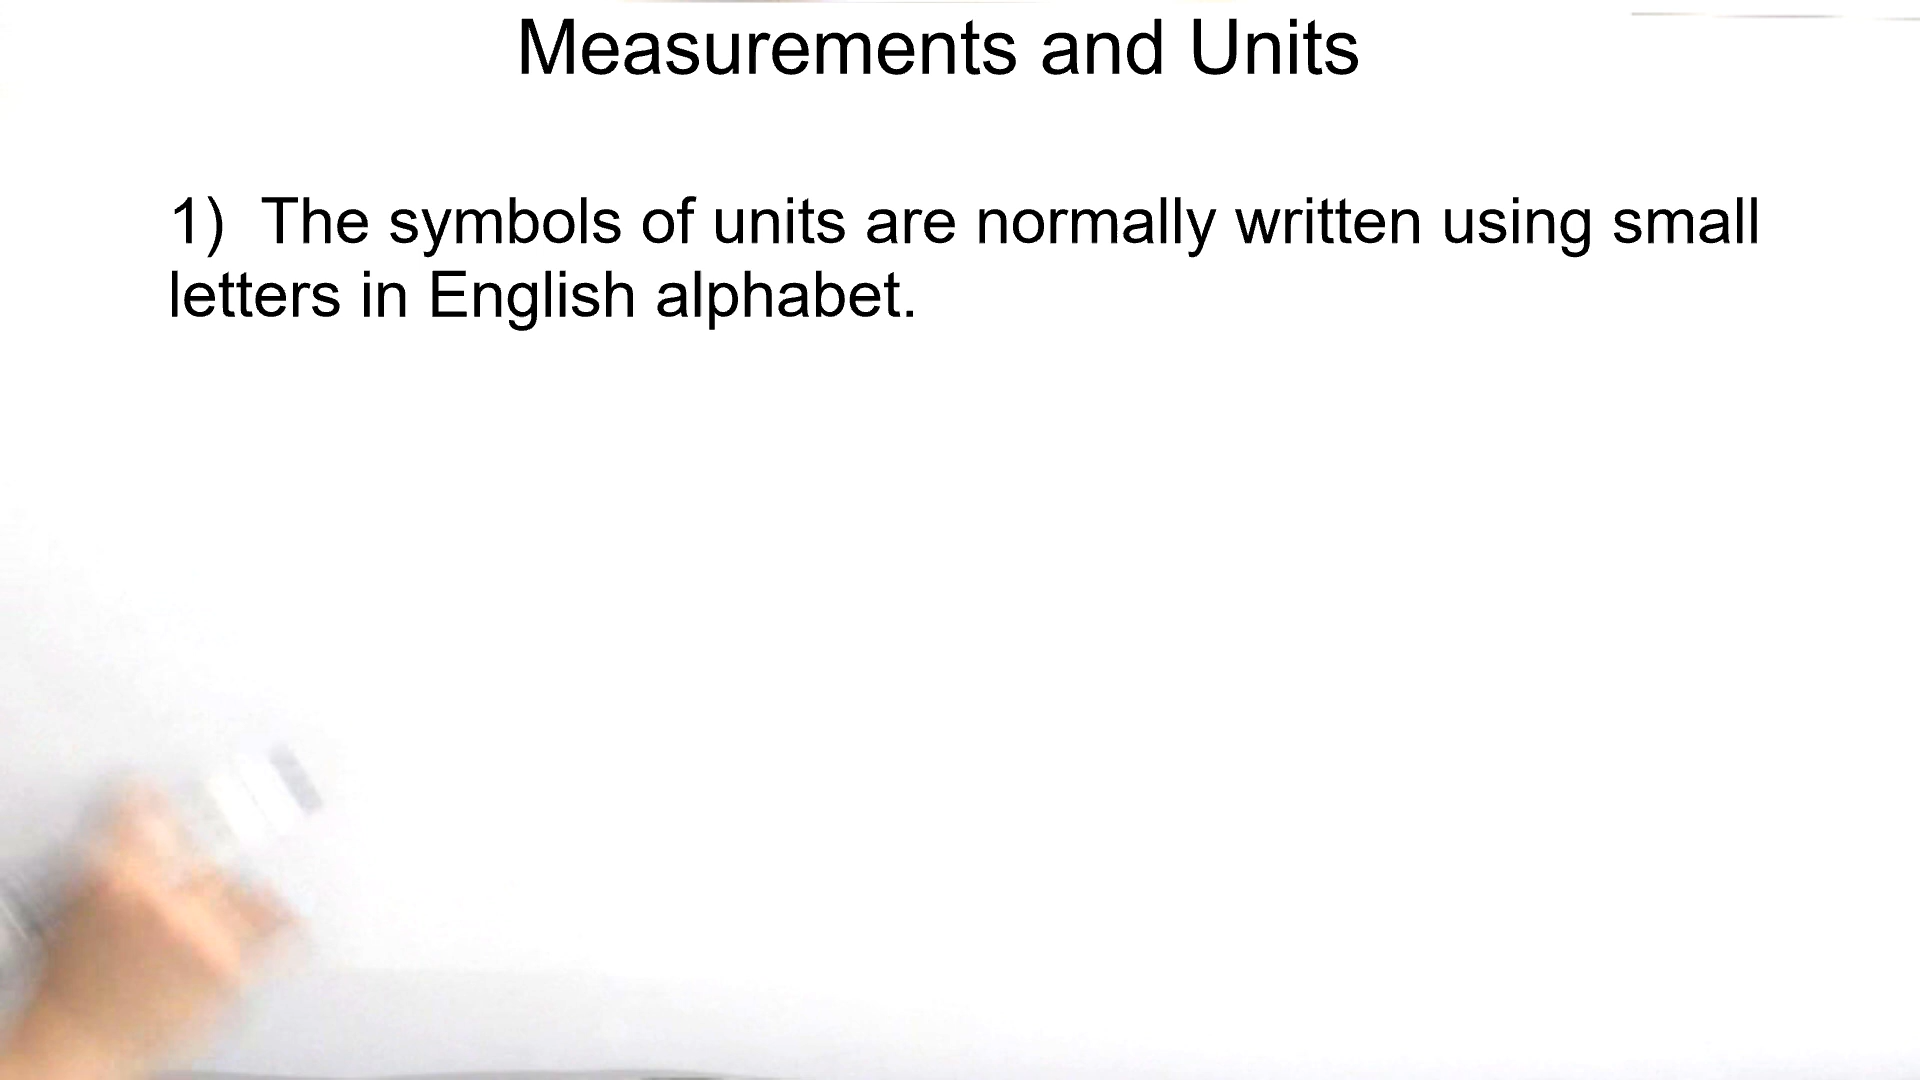 Measurements and Units
1) The symbols of units are normally written using small
letters in English alphabet.